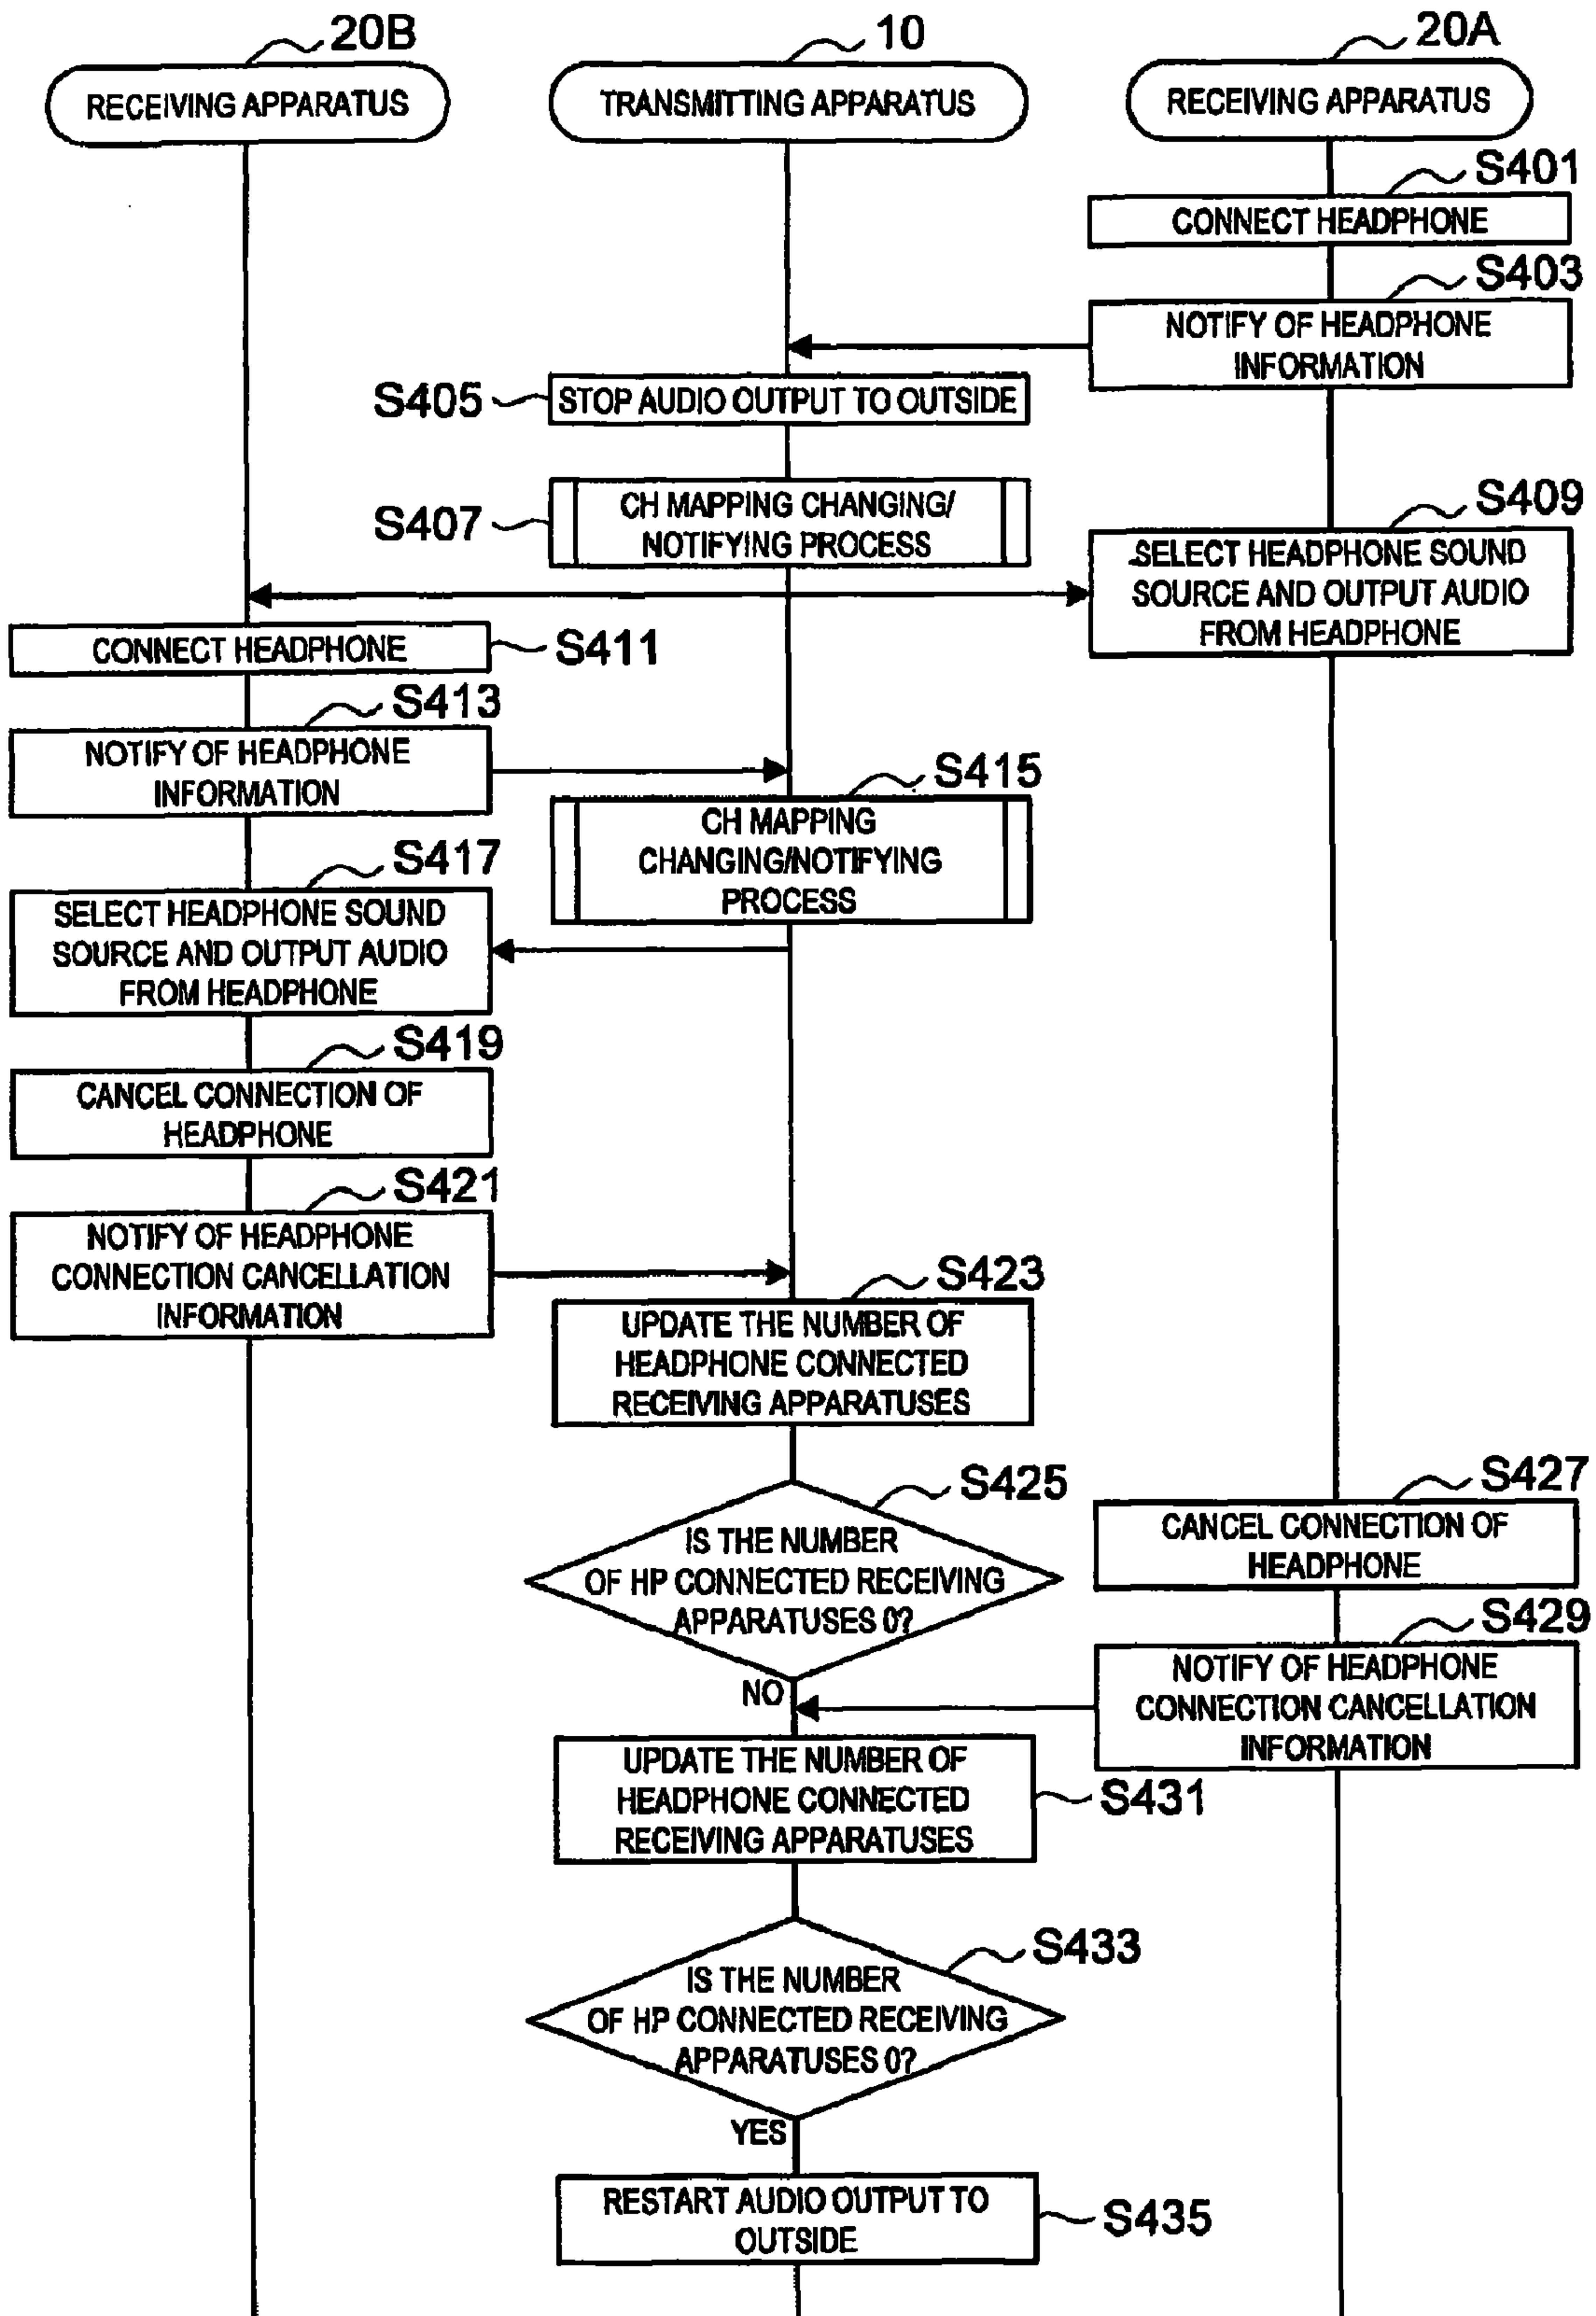 20B
10
20A
RECEIVING APPARATUS
TRANSMITTING APPARATUS
RECEIVING APPARATUS
S401
CONNECT HEADPHONE
S403
NOTIFY OF HEADPHONE
INFORMATION
S405
STOP AUDIO OUTPUT TO OUTSIDE
S407
CH MAPPING CHANGING/
NOTIFYING PROCESS
S409
SELECT HEADPHONE SOUND
SOURCE AND OUTPUT AUDIO
FROM HEADPHONE
CONNECT HEADPHONE
S411
S413
NOTIFY OF HEADPHONE
INFORMATION
S415
CH MAPPING
CHANGING/NOTIFYING
PROCESS
S417
SELECT HEADPHONE SOUND
SOURCE AND OUTPUT AUDIO
FROM HEADPHONE
S419
CANCEL CONNECTION OF
HEADPHONE
S421
NOTIFY OF HEADPHONE
CONNECTION CANCELLATION
INFORMATION
S423
UPDATE THE NUMBER OF
HEADPHONE CONNECTED
RECEIVING APPARATUSES
S425
IS THE NUMBER
OF HP CONNECTED RECEIVING
APPARATUSES 0?
NO
S427
CANCEL CONNECTION OF
HEADPHONE
S429
NOTIFY OF HEADPHONE
CONNECTION CANCELLATION
INFORMATION
UPDATE THE NUMBER OF
HEADPHONE CONNECTED
RECEIVING APPARATUSES
S431
S433
IS THE NUMBER
OF HP CONNECTED RECEIVING
APPARATUSES 0?
YES
RESTART AUDIO OUTPUT TO
OUTSIDE
S435